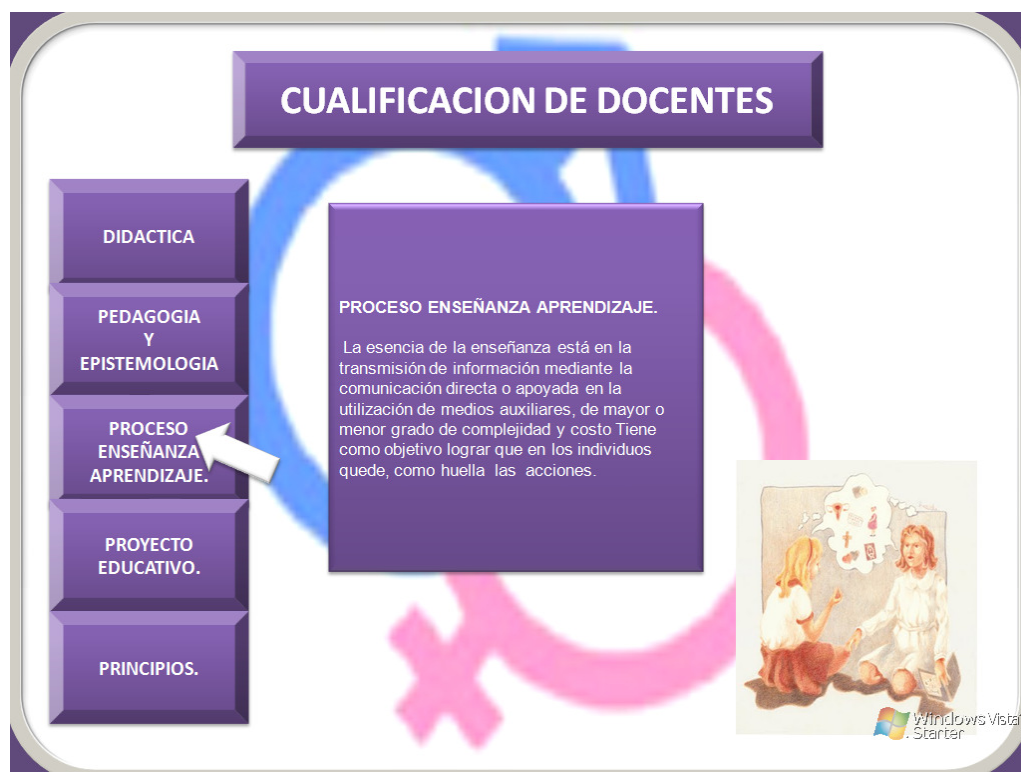 CUALIFICACION DE DOCENTES
DIDACTICA
PEDAGOGIA
Y
EPISTEMOLOGIA
PROCESO
ENSEÑANZA
APRENDIZAJE.
PROYECTO
EDUCATIVO.
PRINCIPIOS.
PROCESO ENSEÑANZA APRENDIZAJE.
La esencia de la enseñanza está en la
transmisión de información mediante la
comunicación directa o apoyada en la
utilización de medios auxiliares, de mayor o
menor grado de complejidad y costo Tiene
como objetivo lograr que en los individuos
quede, como huella las acciones.
Windows Vista
Starter